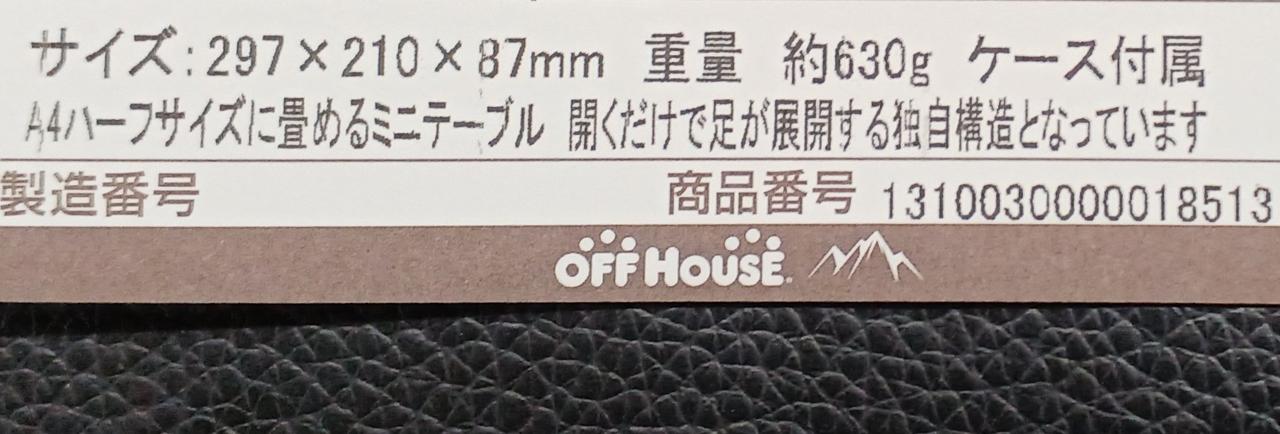 サイズ:297×210×87mm 重量 約630g ケース付属
A4ハーフサイズに畳めるミニテーブル 開くだけで足が展開する独自構造となっています
製造番号 商品番号 1310030000018513
OFF HOUSE